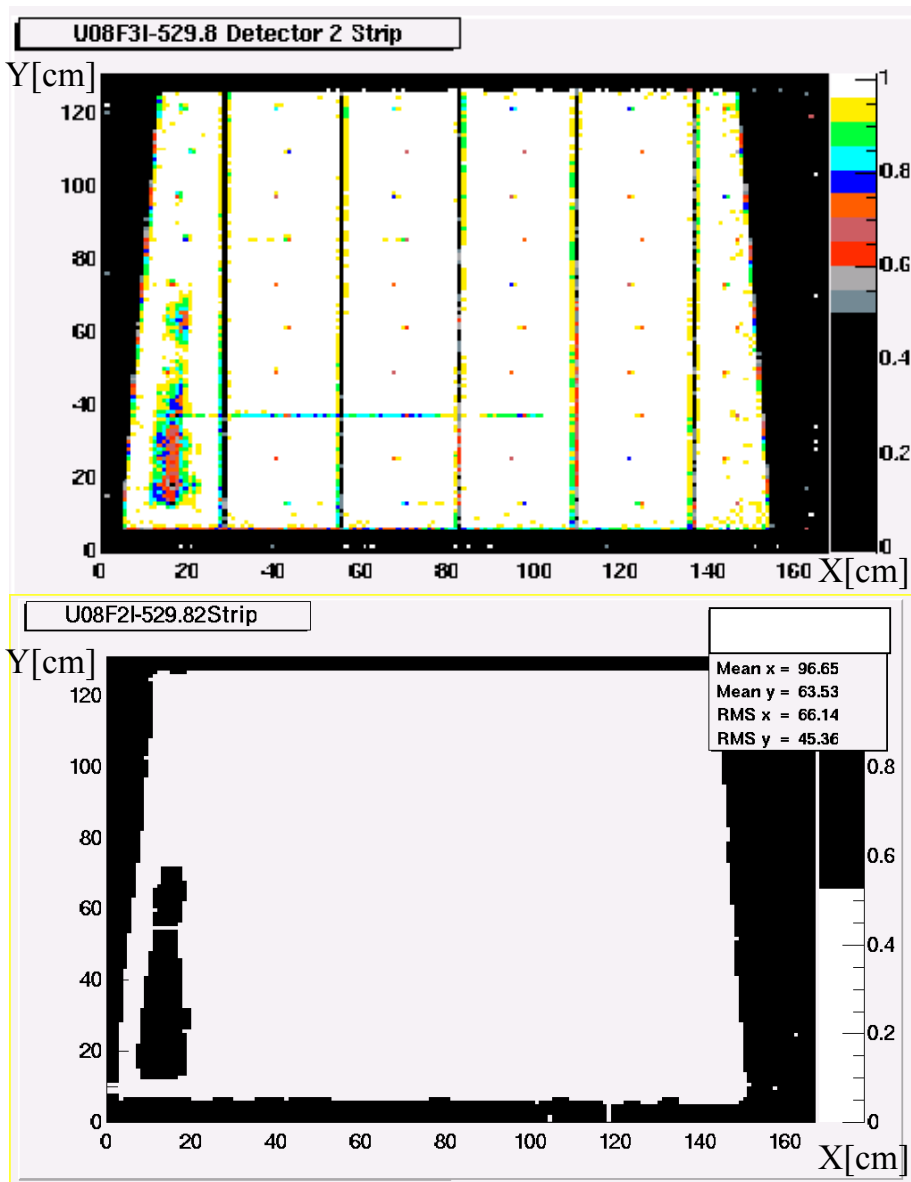 U08F3I-529.8 Detector 2 Strip
Y[cm]
120
100
80
60
40
20
0
0 20 40 60 80 100 120 140 160 X[cm]
1
0.8
0.6
0.4
0.2
0
U08F2I-529.82Strip
Y[cm]
Mean x = 96.65
Mean y = 63.53
RMS x = 66.14
RMS y = 45.36
120
100
80
60
40
20
0
0 20 40 60 80 100 120 140 160 X[cm]
0.8
0.6
0.4
0.2
0